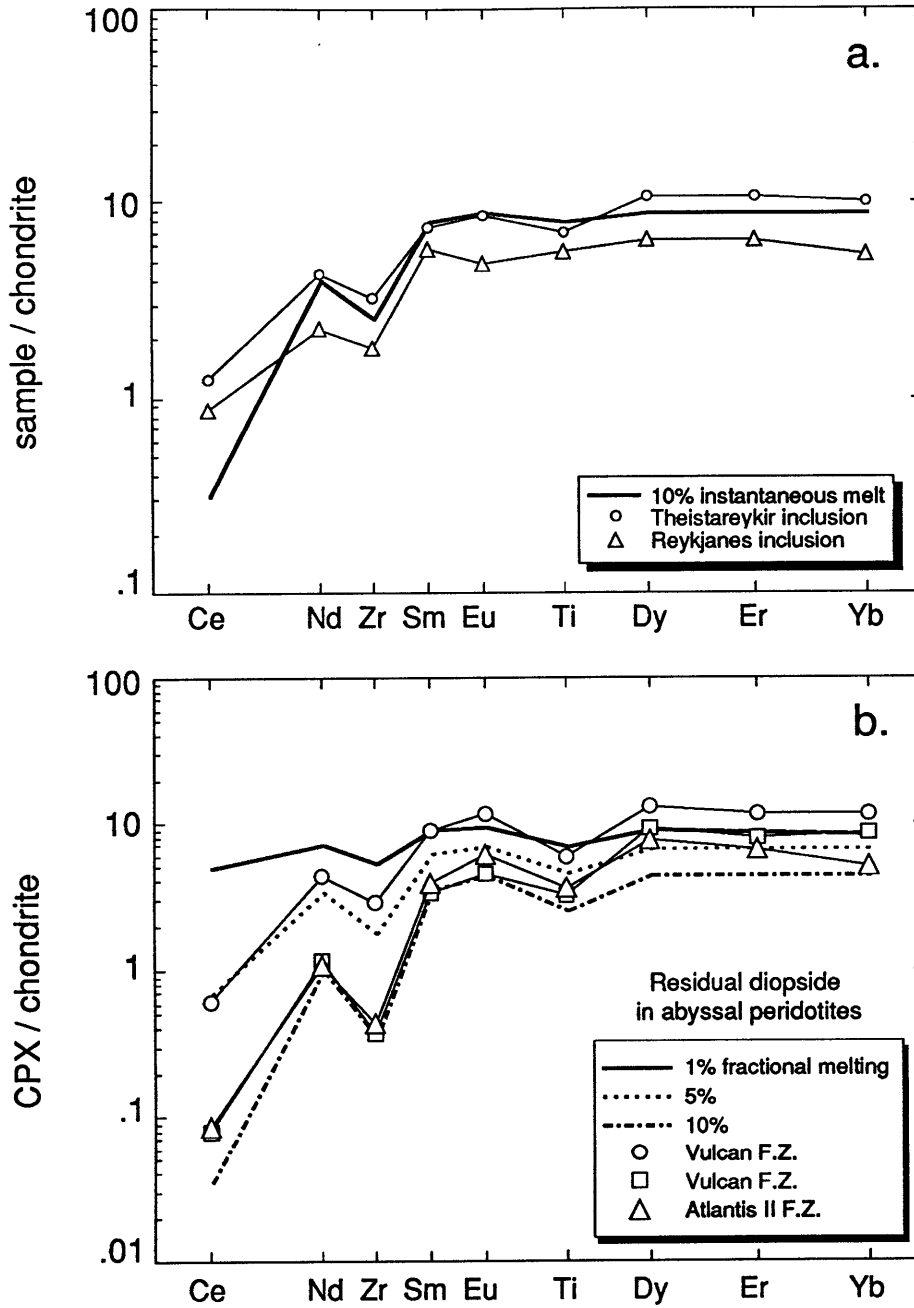 100
a.
10
1
.1
sample / chondrite
10% instantaneous melt
Theistareykir inclusion
Reykjanes inclusion
Ce Nd Zr Sm Eu Ti Dy Er Yb
100
b.
10
1
.1
.01
CPX / chondrite
Residual diopside
in abyssal peridotites
1% fractional melting
5%
10%
Vulcan F.Z.
Vulcan F.Z.
Atlantis II F.Z.
Ce Nd Zr Sm Eu Ti Dy Er Yb